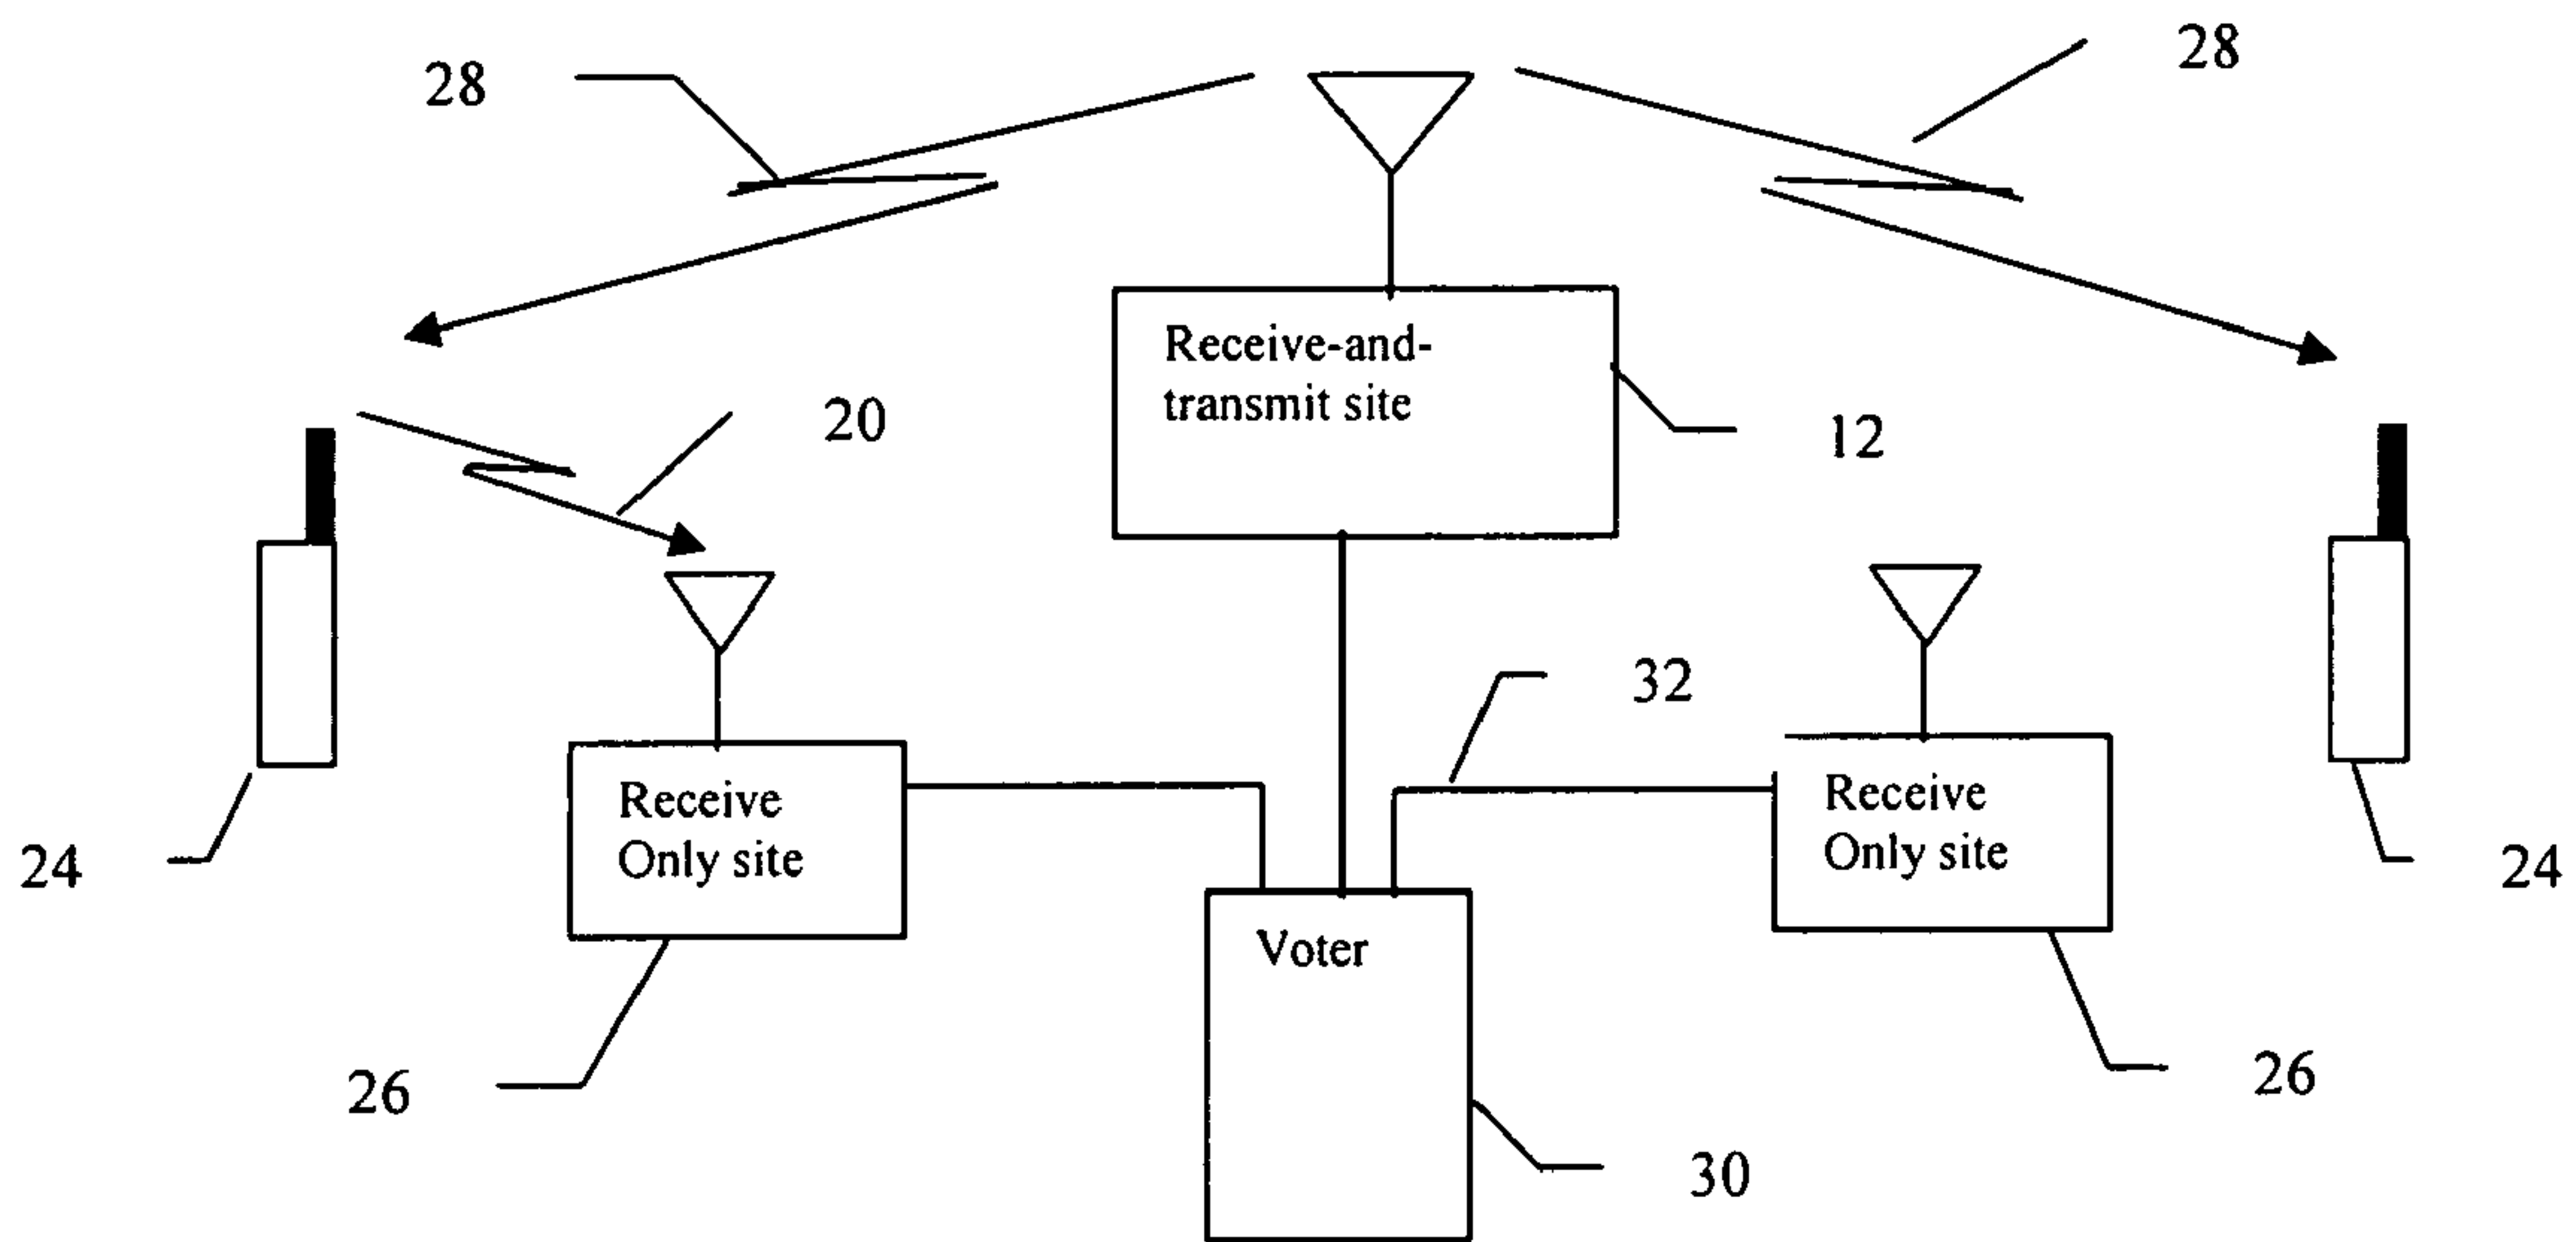 28
28
Receive-and-
transmit site
20
12
32
Receive
Only site
Receive
Only site
24
24
Voter
26
26
30